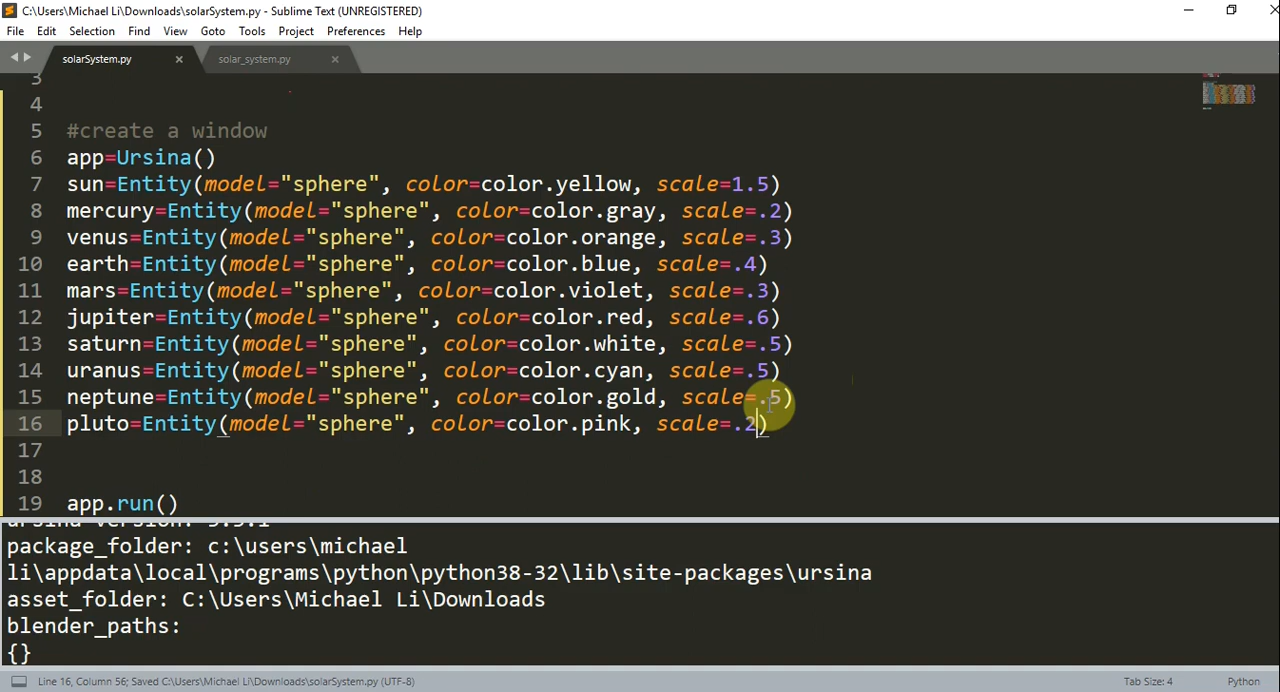 C:\Users\Michael Li\Downloads\solarSystem.py - Sublime Text (UNREGISTERED)
File Edit Selection Find View Goto Tools Project Preferences Help
solarSystem.py × solar_system.py ×
3
4
5 #create a window
6 app=Ursina()
7 sun=Entity(model="sphere", color=color.yellow, scale=1.5)
8 mercury=Entity(model="sphere", color=color.gray, scale=.2)
9 venus=Entity(model="sphere", color=color.orange, scale=.3)
10 earth=Entity(model="sphere", color=color.blue, scale=.4)
11 mars=Entity(model="sphere", color=color.violet, scale=.3)
12 jupiter=Entity(model="sphere", color=color.red, scale=.6)
13 saturn=Entity(model="sphere", color=color.white, scale=.5)
14 uranus=Entity(model="sphere", color=color.cyan, scale=.5)
15 neptune=Entity(model="sphere", color=color.gold, scale=.5)
16 pluto=Entity(model="sphere", color=color.pink, scale=.2)
17
18
19 app.run()
package_folder: c:\users\michael
li\appdata\local\programs\python\python38-32\lib\site-packages\ursina
asset_folder: C:\Users\Michael Li\Downloads
blender_paths:
{}
Line 16, Column 56; Saved C:\Users\Michael Li\Downloads\solarSystem.py (UTF-8) Tab Size: 4 Python